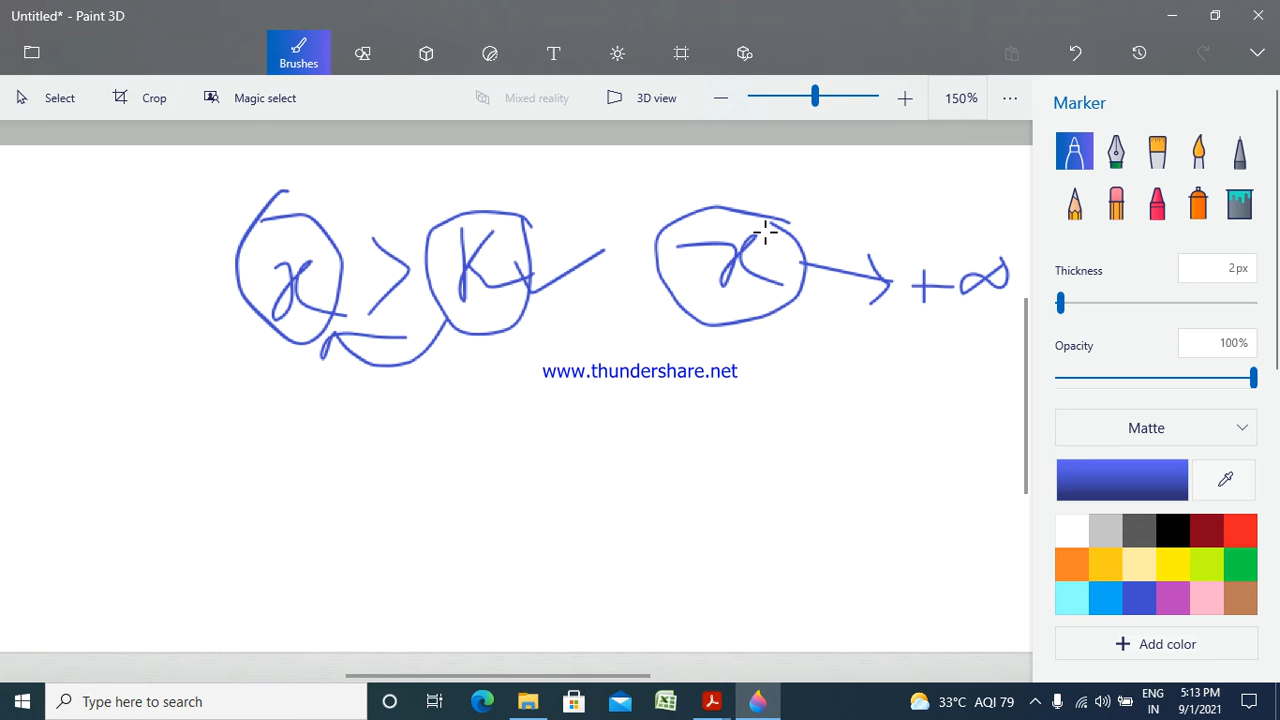 Untitled* - Paint 3D
Brushes
Select Crop Magic select Mixed reality 3D view 150%
Marker
x > K x → +∞
Thickness 2px
Opacity 100%
www.thundershare.net
Matte
Add color
Type here to search
33°C AQI 79
ENG IN
5:13 PM
9/1/2021